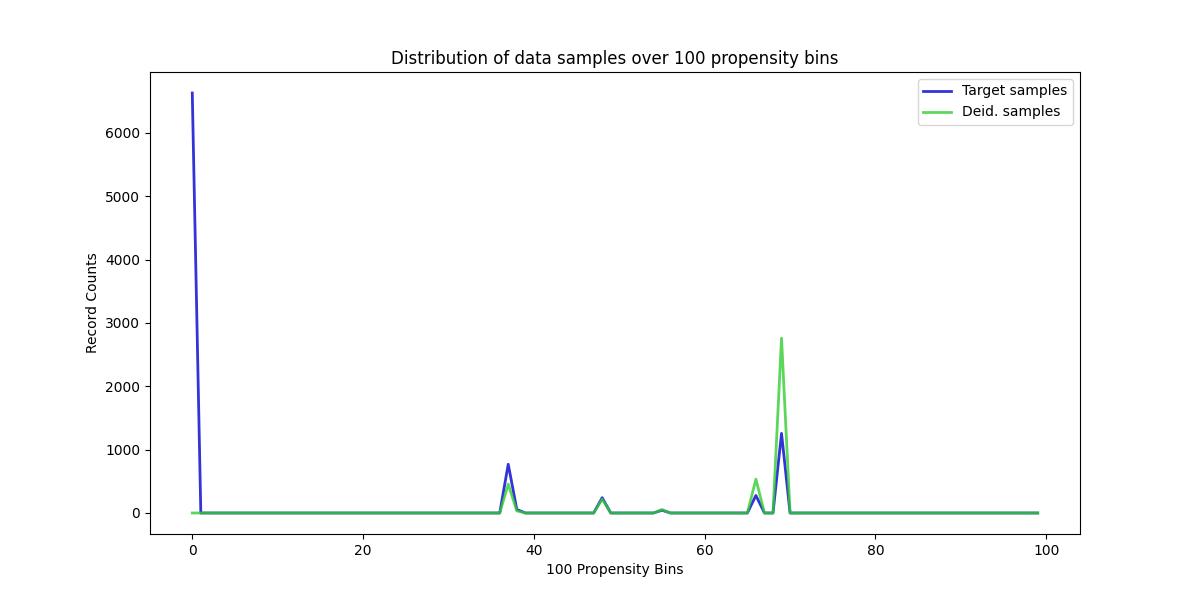 Distribution of data samples over 100 propensity bins
Target samples
Deid. samples
6000
5000
4000
3000
2000
1000
0
Record Counts
0 20 40 60 80 100
100 Propensity Bins